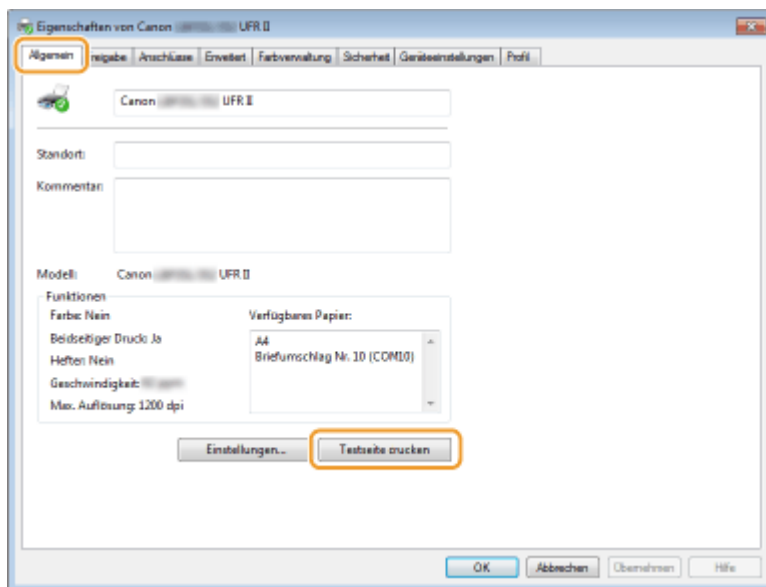 Eigenschaften von Canon UFR II
Allgemein Freigabe Anschlüsse Erweitert Farbverwaltung Sicherheit Geräteeinstellungen Profil
Canon UFR II
Standort:
Kommentar:
Modell: Canon UFR II
Funktionen
Farbe: Nein
Verfügbares Papier:
Beidseitiger Druck: Ja
A4
Hefter: Nein
Briefumschlag Nr. 10 (COM10)
Geschwindigkeit:
Max. Auflösung: 1200 dpi
Einstellungen... Testseite drucken
OK Abbrechen Übernehmen Hilfe